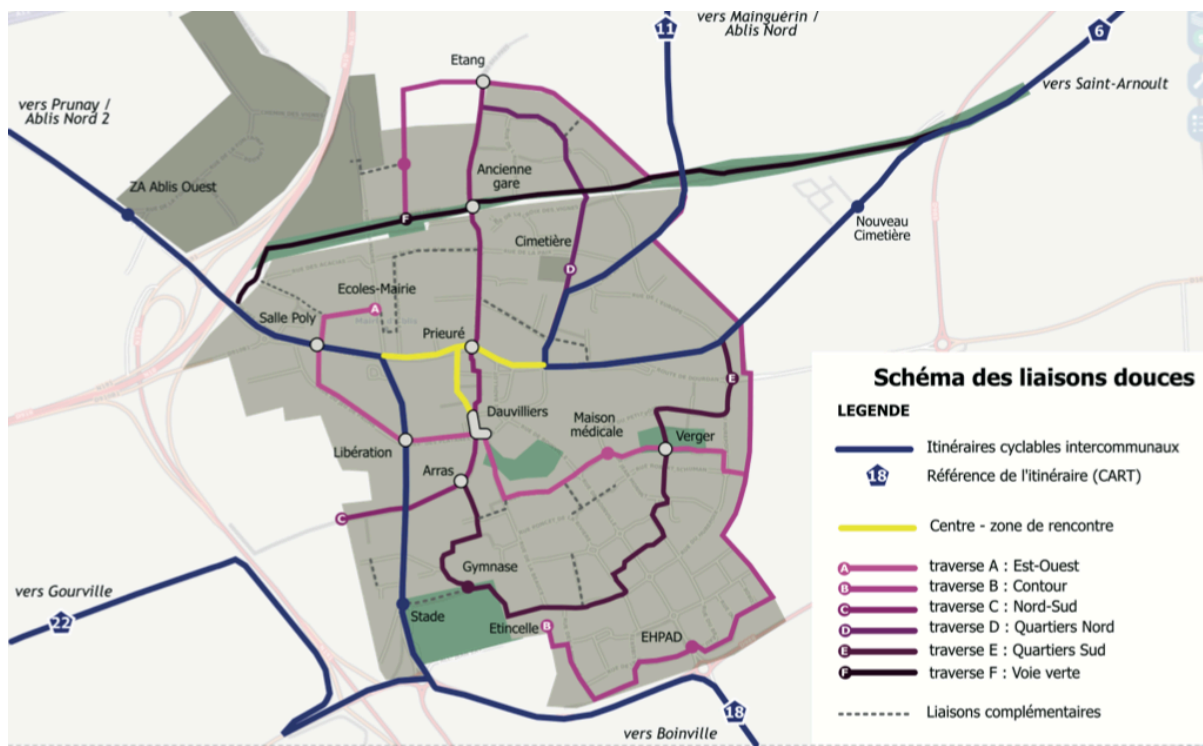 vers Mainguérin /
Ablis Nord
11
6
Etang
vers Saint-Arnoult
vers Prunay /
Ablis Nord 2
ZA Ablis Ouest
Ancienne
gare
F
Cimetière
D
Nouveau
Cimetière
Ecoles-Mairie
A
Salle Poly
Prieuré
E
Dauvilliers
Maison
médicale
Verger
Libération
Arras
C
Gymnase
vers Gourville
22
Stade
Etincelle
B
EHPAD
18
vers Boinville
Schéma des liaisons douces
LEGENDE
Itinéraires cyclables intercommunaux
18 Référence de l'itinéraire (CART)
Centre - zone de rencontre
A traverse A : Est-Ouest
B traverse B : Contour
C traverse C : Nord-Sud
D traverse D : Quartiers Nord
E traverse E : Quartiers Sud
F traverse F : Voie verte
Liaisons complémentaires